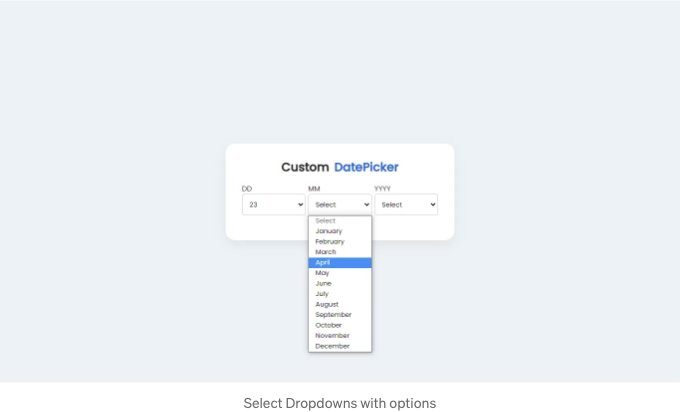 Custom DatePicker
DD MM YYYY
23 Select Select
Select
January
February
March
April
May
June
July
August
September
October
November
December
Select Dropdowns with options